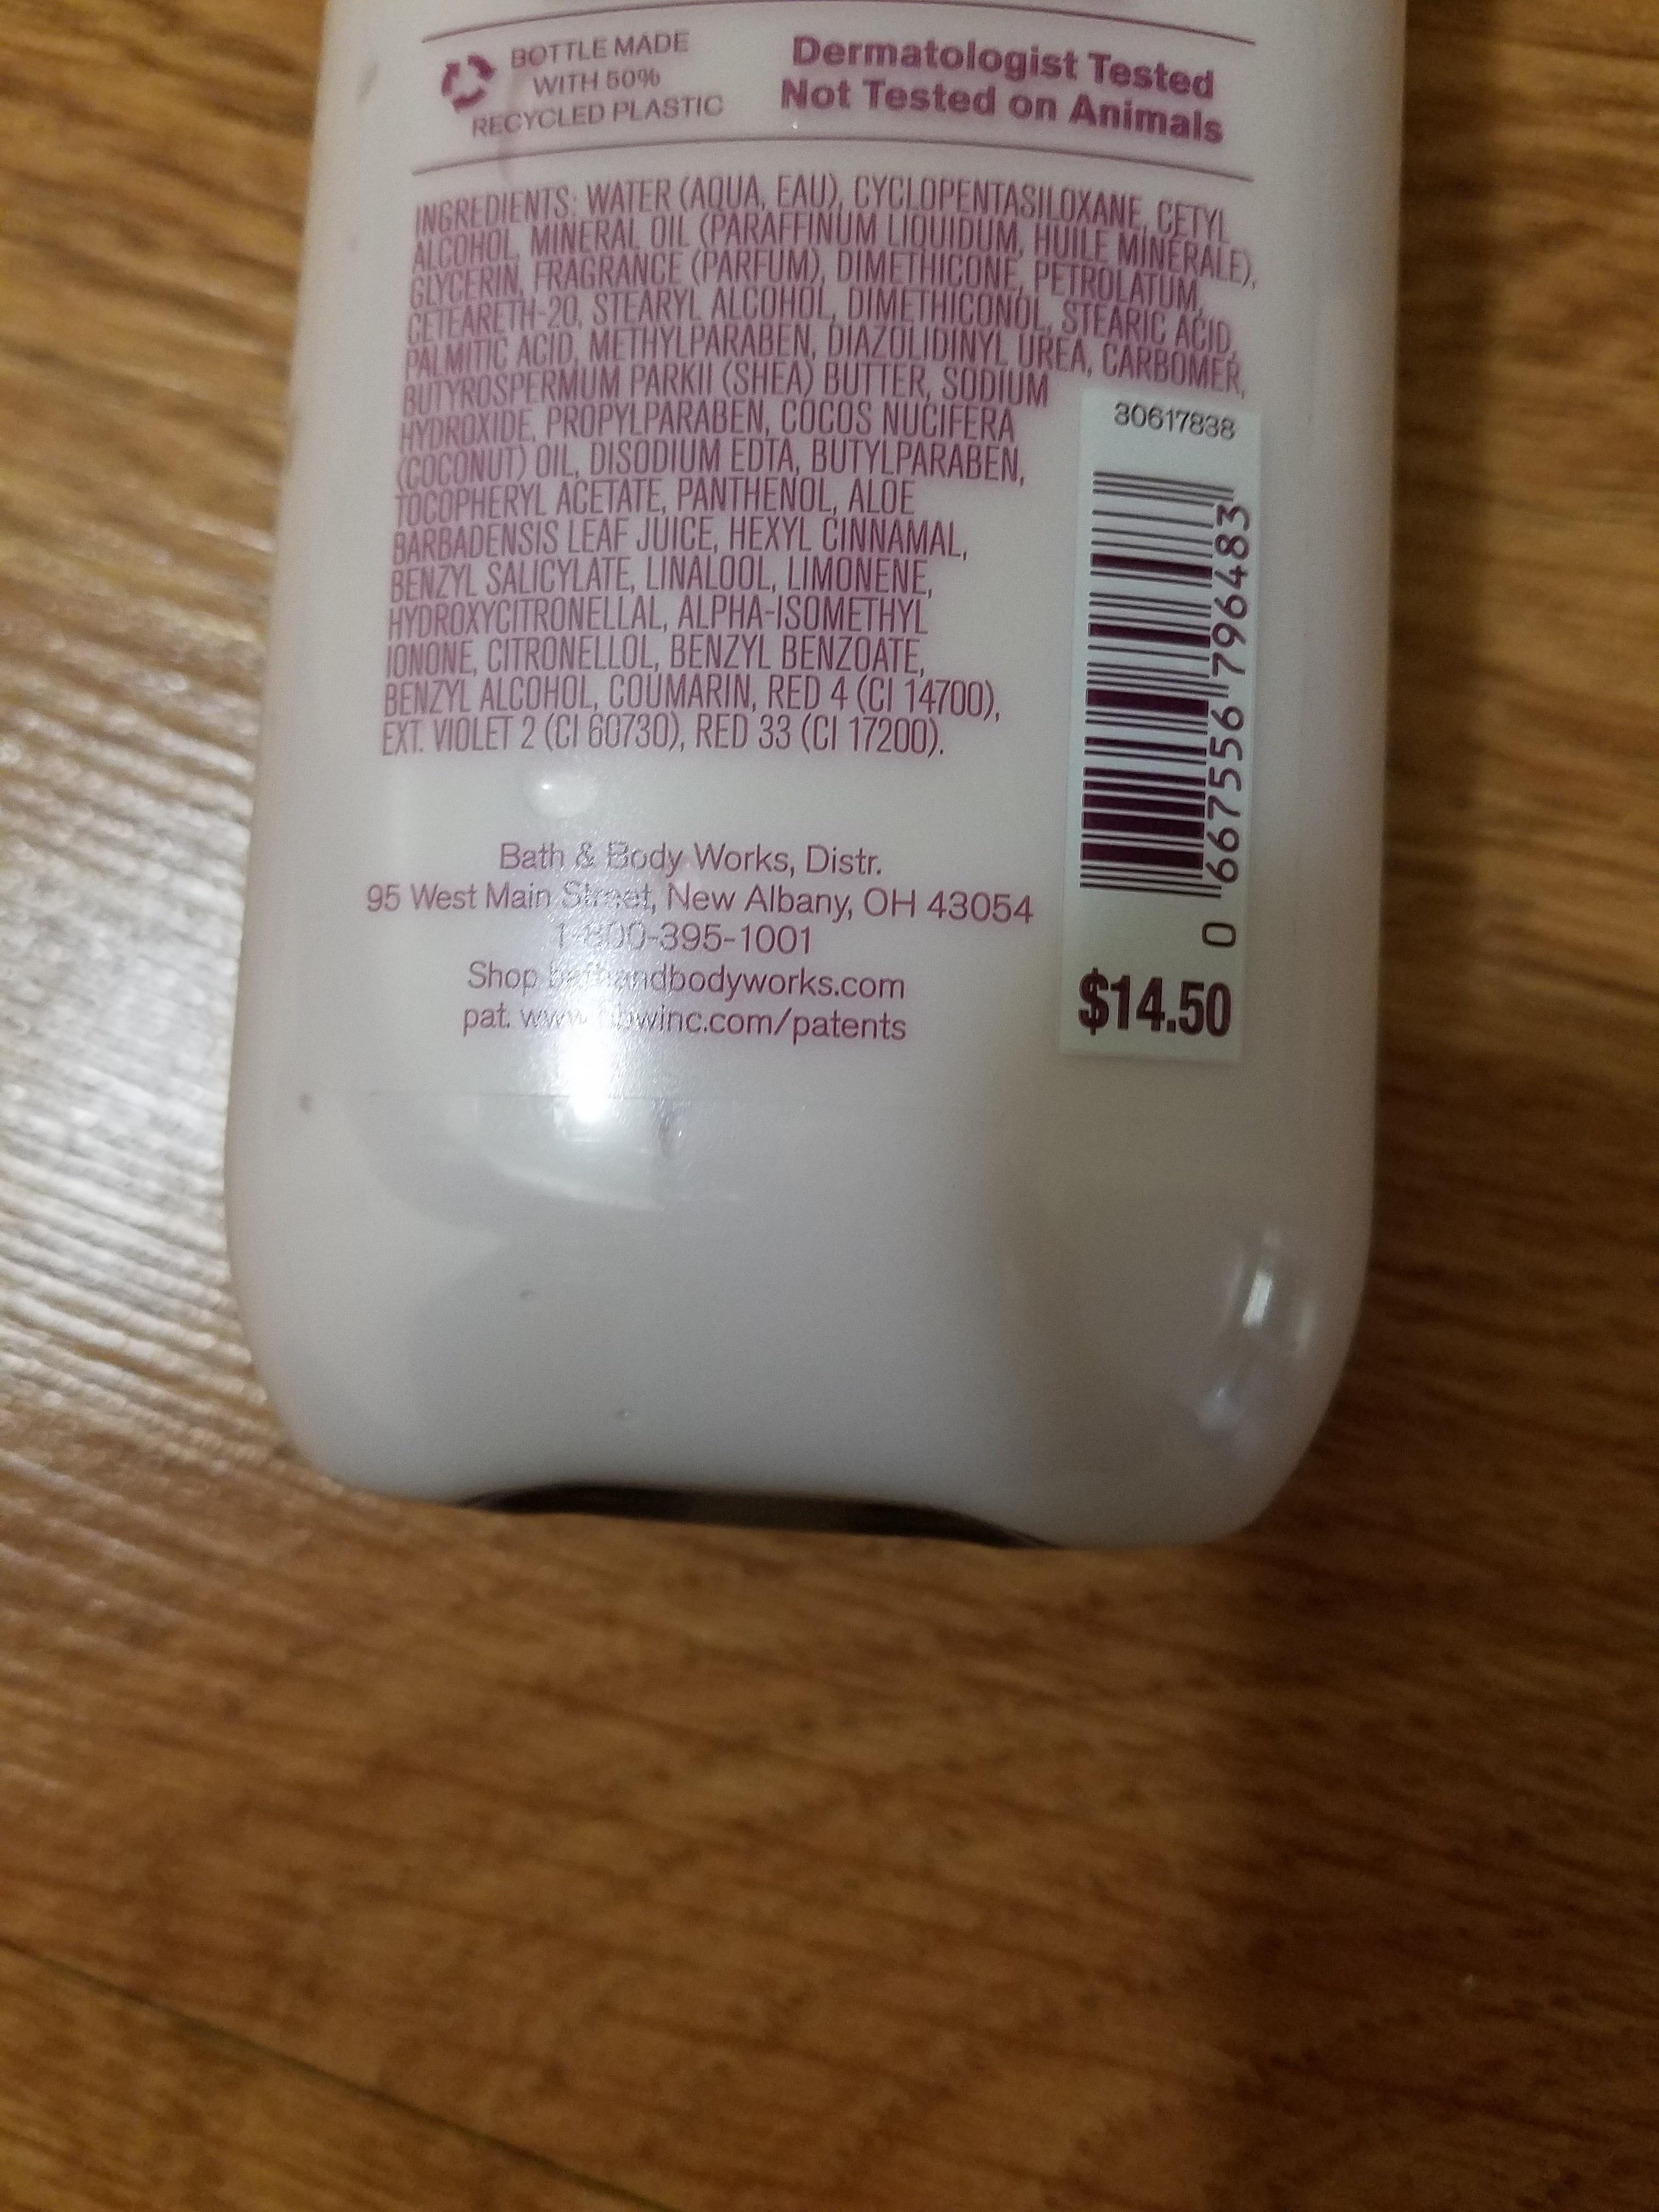 BOTTLE MADE
WITH 50%
RECYCLED PLASTIC
Dermatologist Tested
Not Tested on Animals
INGREDIENTS: WATER (AQUA, EAU), CYCLOPENTASILOXANE, CETYL
ALCOHOL, MINERAL OIL (PARAFFINUM LIQUIDUM, HUILE MINÉRALE),
GLYCERIN, FRAGRANCE (PARFUM), DIMETHICONE, PETROLATUM,
CETEARETH-20, STEARYL ALCOHOL, DIMETHICONOL, STEARIC ACID,
PALMITIC ACID, METHYLPARABEN, DIAZOLIDINYL UREA, CARBOMER,
BUTYROSPERMUM PARKII (SHEA) BUTTER, SODIUM
HYDROXIDE, PROPYLPARABEN, COCOS NUCIFERA
(COCONUT) OIL, DISODIUM EDTA, BUTYLPARABEN,
TOCOPHERYL ACETATE, PANTHENOL, ALOE
BARBADENSIS LEAF JUICE, HEXYL CINNAMAL,
BENZYL SALICYLATE, LINALOOL, LIMONENE,
HYDROXYCITRONELLAL, ALPHA-ISOMETHYL
IONONE, CITRONELLOL, BENZYL BENZOATE,
BENZYL ALCOHOL, COUMARIN, RED 4 (CI 14700),
EXT. VIOLET 2 (CI 60730), RED 33 (CI 17200).
30617838
0 667556 796483
$14.50
Bath & Body Works, Distr.
95 West Main Street, New Albany, OH 43054
1-800-395-1001
Shop bathandbodyworks.com
pat. www.bbwinc.com/patents